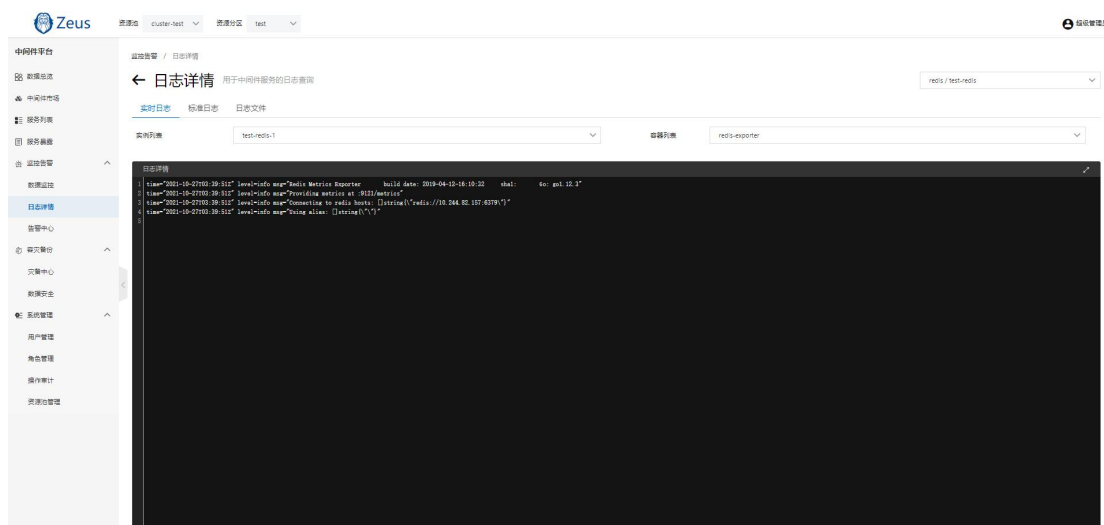 Zeus
资源池 cluster-test 资源分区 test
超级管理员
中间件平台
数据总览
中间件市场
服务列表
服务暴露
监控告警
数据监控
日志详情
告警中心
容灾备份
灾备中心
数据安全
系统管理
用户管理
角色管理
操作审计
资源池管理
监控告警 / 日志详情
日志详情 用于中间件服务的日志查询
redis / test-redis
实时日志 标准日志 日志文件
实例列表 test-redis-1 容器列表 redis-exporter
日志详情
1 time="2021-10-27T03:39:51Z" level=info msg="Redis Metrics Exporter build date: 2019-04-12-16:10:32 sha1: Go: go1.12.3"
2 time="2021-10-27T03:39:51Z" level=info msg="Providing metrics at :9121/metrics"
3 time="2021-10-27T03:39:51Z" level=info msg="Connecting to redis hosts: []string{\"redis://10.244.82.157:6379\"}"
4 time="2021-10-27T03:39:51Z" level=info msg="Using alias: []string{\"\"}"
5